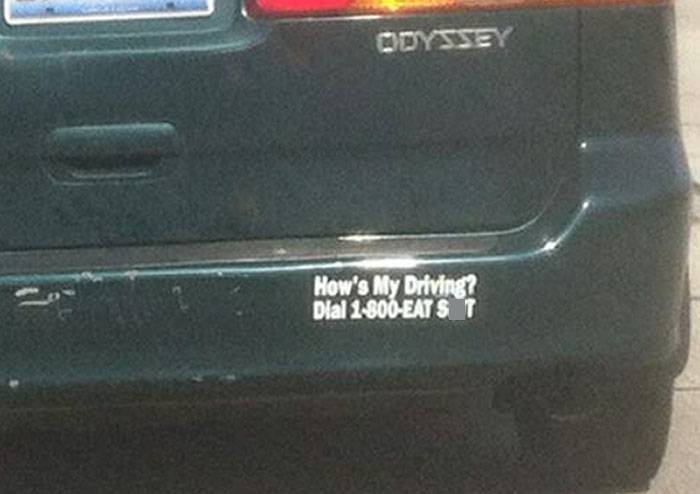 ODYSSEY
How's My Driving?
Dial 1-800-EAT S T